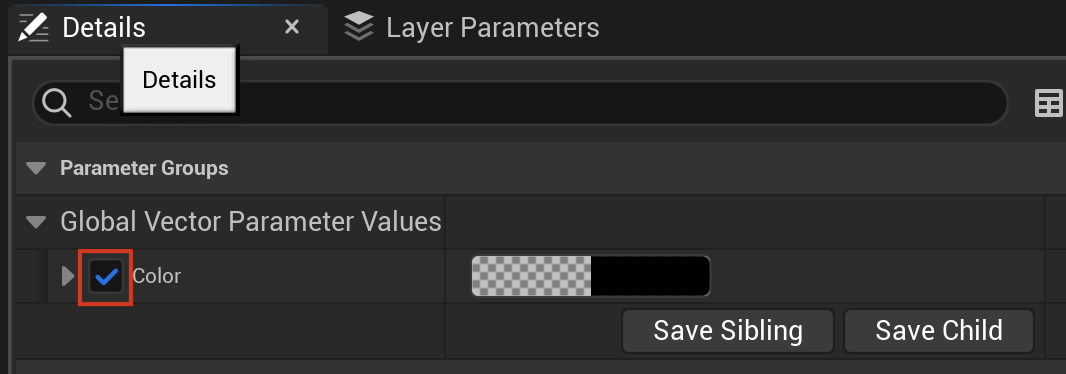 Details
Layer Parameters
Details
Se
Parameter Groups
Global Vector Parameter Values
Color
Save Sibling
Save Child